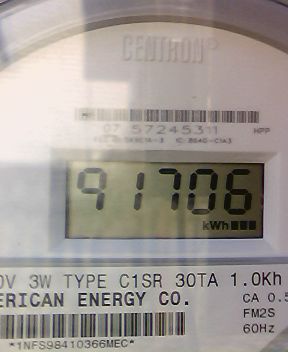 CENTRON®
07 57245311
HPP
91706
kWh
0V 3W TYPE C1SR 30TA 1.0Kh
ERICAN ENERGY CO.
CA 0.5
FM2S
60Hz
*1NFS98410366MEC*